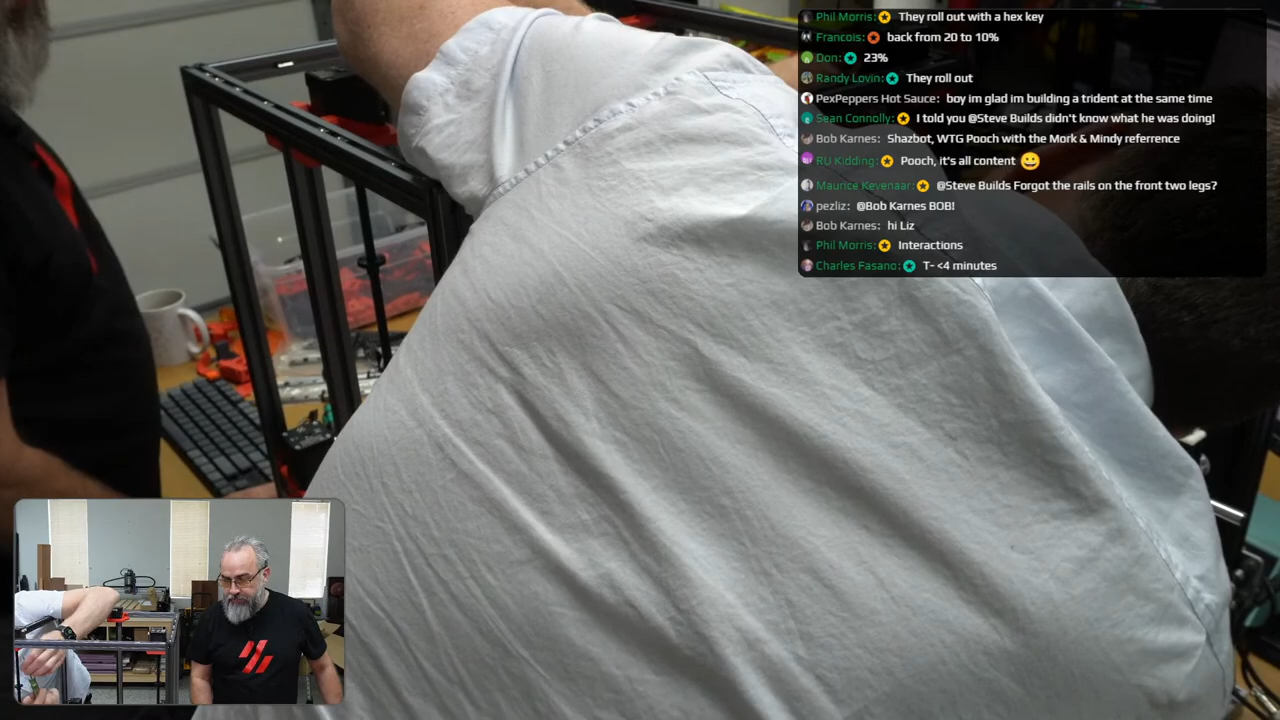 Phil Morris: They roll out with a hex key
Francois: back from 20 to 10%
Don: 23%
Randy Lovin: They roll out
PexPeppers Hot Sauce: boy im glad im building a trident at the same time
Sean Connolly: I told you @Steve Builds didn't know what he was doing!
Bob Karnes: Shazbot, WTG Pooch with the Mork & Mindy referrence
RU Kidding: Pooch, it's all content 😀
Maurice Kevenaar: @Steve Builds Forgot the rails on the front two legs?
pezliz: @Bob Karnes BOB!
Bob Karnes: hi Liz
Phil Morris: Interactions
Charles Fasano: T- <4 minutes